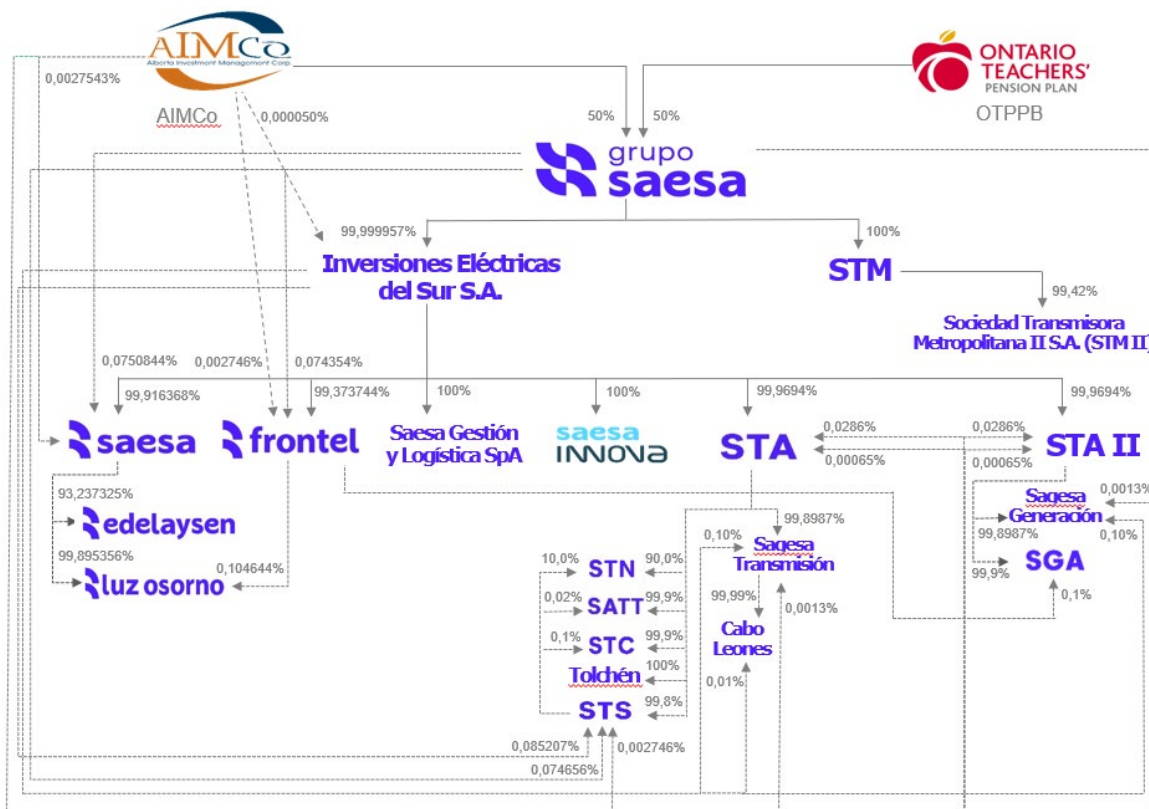 AIMCo
Alberta Investment Management Corp.
AIMCo
ONTARIO
TEACHERS'
PENSION PLAN
OTPPB
0,0027543%
0,000050%
50%
50%
grupo
saesa
99,999957%
100%
Inversiones Eléctricas
del Sur S.A.
STM
99,42%
Sociedad Transmisora
Metropolitana II S.A. (STM II)
0,0750844%
0,002746%
0,074354%
99,916368%
99,373744%
100%
100%
99,9694%
99,9694%
saesa
frontel
Saesa Gestión
y Logística SpA
saesa
INNOVA
STA
0,0286%
0,00065%
0,0286%
0,00065%
STA II
93,237325%
edelaysen
99,895356%
luz osorno
0,104644%
Sagesa
Generación
0,0013%
0,10%
99,8987%
SGA
99,9%
0,1%
99,8987%
0,10%
Sagesa
Transmisión
10,0%
STN
90,0%
0,02%
SATT
99,9%
99,99%
0,0013%
0,1%
STC
99,9%
Cabo
Leones
Tolchén
100%
0,01%
STS
99,8%
0,085207%
0,002746%
0,074656%